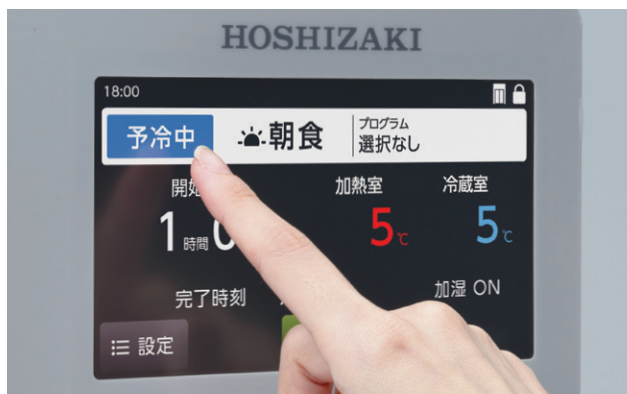 HOSHIZAKI
18:00
予冷中 朝食 プログラム
選択なし
開始 加熱室 冷蔵室
1 時間 0 5℃ 5℃
完了時刻 加湿 ON
設定